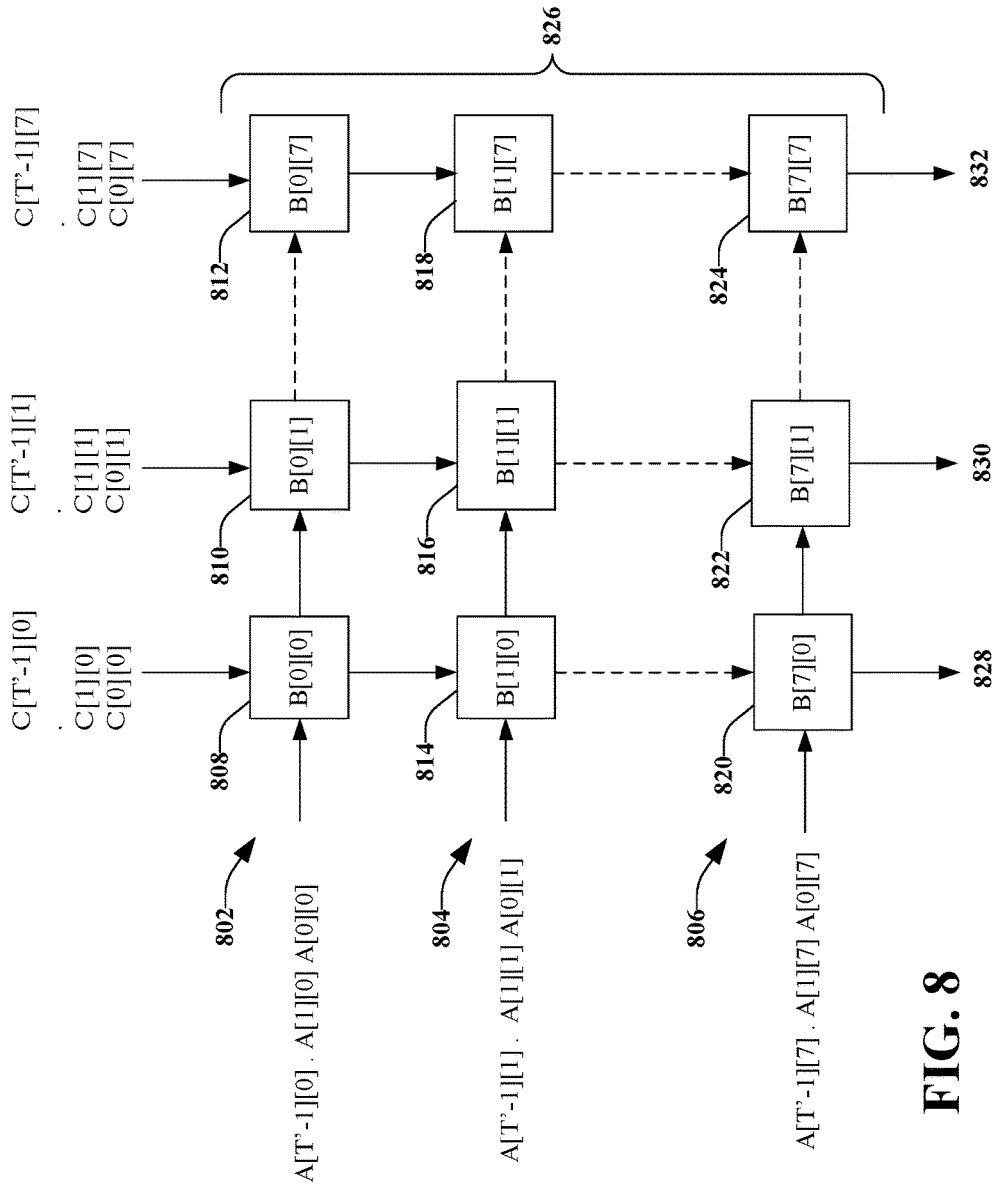 C[T'-1][0]
.
C[1][0]
C[0][0]
C[T'-1][1]
.
C[1][1]
C[0][1]
C[T'-1][7]
.
C[1][7]
C[0][7]
802
A[T'-1][0] . A[1][0] A[0][0]
808
B[0][0]
810
B[0][1]
812
B[0][7]
804
A[T'-1][1] . A[1][1] A[0][1]
814
B[1][0]
816
B[1][1]
818
B[1][7]
806
A[T'-1][7] . A[1][7] A[0][7]
820
B[7][0]
822
B[7][1]
824
B[7][7]
826
828
830
832
FIG. 8